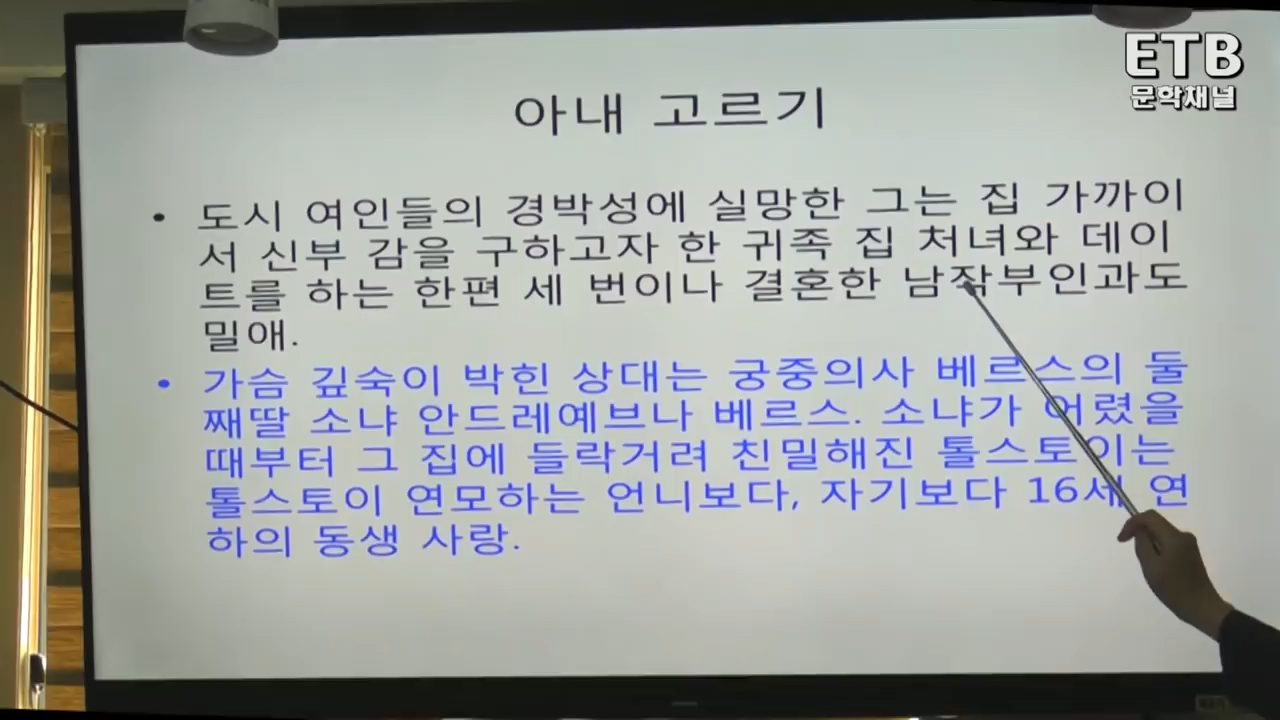 ETB
문학채널
아내 고르기
• 도시 여인들의 경박성에 실망한 그는 집 가까이
서 신부 감을 구하고자 한 귀족 집 처녀와 데이
트를 하는 한편 세 번이나 결혼한 남작부인과도
밀애.
• 가슴 깊숙이 박힌 상대는 궁중의사 베르스의 둘
째딸 소냐 안드레예브나 베르스. 소냐가 어렸을
때부터 그 집에 들락거려 친밀해진 톨스토이는
톨스토이 연모하는 언니보다, 자기보다 16세 연
하의 동생 사랑.